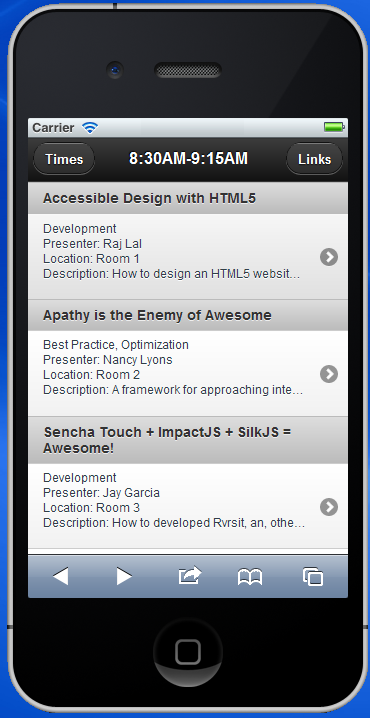 Carrier
Times
8:30AM-9:15AM
Links
Accessible Design with HTML5
Development
Presenter: Raj Lal
Location: Room 1
Description: How to design an HTML5 websit…
Apathy is the Enemy of Awesome
Best Practice, Optimization
Presenter: Nancy Lyons
Location: Room 2
Description: A framework for approaching inte…
Sencha Touch + ImpactJS + SilkJS =
Awesome!
Development
Presenter: Jay Garcia
Location: Room 3
Description: How to developed Rvrsit, an, othe…